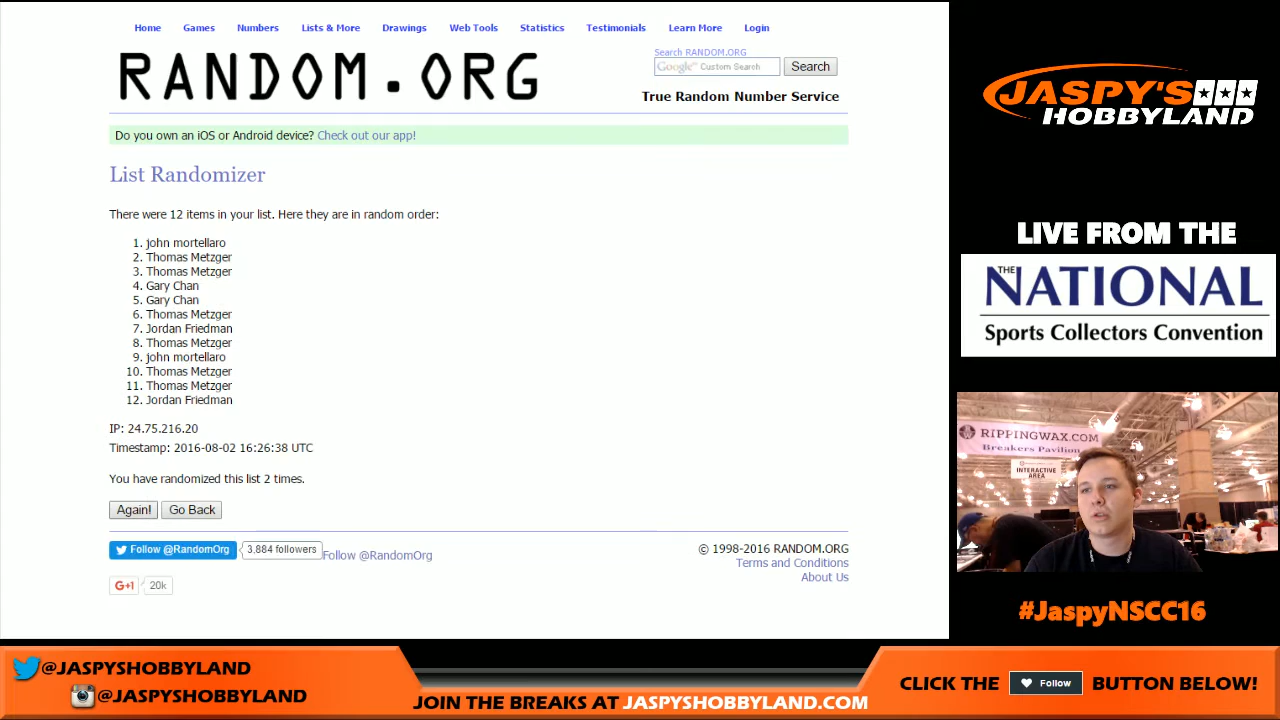 Home Games Numbers Lists & More Drawings Web Tools Statistics Testimonials Learn More Login
RANDOM.ORG
Search RANDOM.ORG
Google Custom Search Search
True Random Number Service
Do you own an iOS or Android device? Check out our app!
List Randomizer
There were 12 items in your list. Here they are in random order:
1. john mortellaro
2. Thomas Metzger
3. Thomas Metzger
4. Gary Chan
5. Gary Chan
6. Thomas Metzger
7. Jordan Friedman
8. Thomas Metzger
9. john mortellaro
10. Thomas Metzger
11. Thomas Metzger
12. Jordan Friedman
IP: 24.75.216.20
Timestamp: 2016-08-02 16:26:38 UTC
You have randomized this list 2 times.
Again! Go Back
Follow @RandomOrg 3,884 followers Follow @RandomOrg
G+1 20k
© 1998-2016 RANDOM.ORG
Terms and Conditions
About Us
JASPY'S
HOBBYLAND
LIVE FROM THE
THE NATIONAL
Sports Collectors Convention
RIPPINGWAX.COM
Breakers Pavilion
INTERACTIVE
AREA
#JaspyNSCC16
@JASPYSHOBBYLAND
@JASPYSHOBBYLAND
JOIN THE BREAKS AT JASPYSHOBBYLAND.COM
CLICK THE Follow BUTTON BELOW!